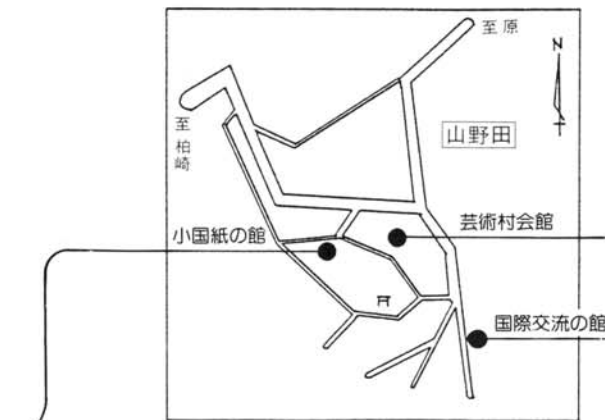 至原
N
至柏崎
山野田
小国紙の館
芸術村会館
国際交流の館